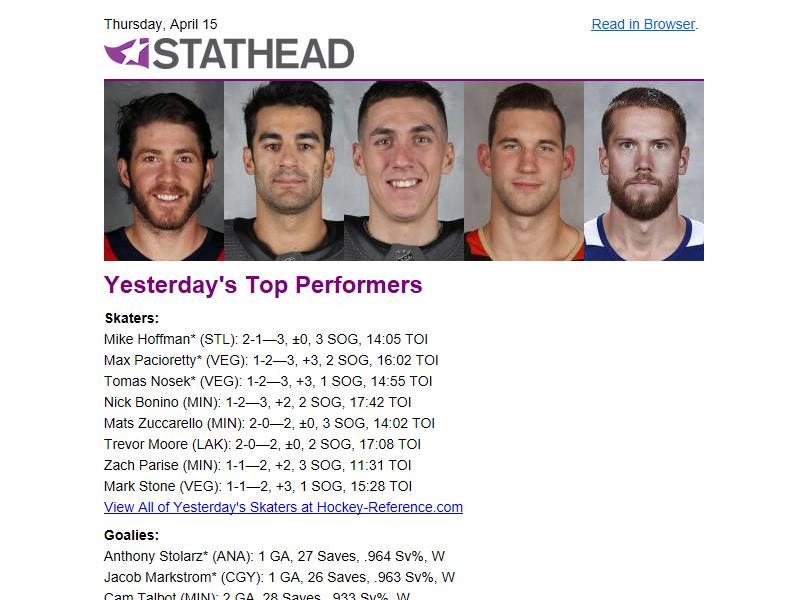 Thursday, April 15
Read in Browser.
STATHEAD
Yesterday's Top Performers
Skaters:
Mike Hoffman* (STL): 2-1—3, ±0, 3 SOG, 14:05 TOI
Max Pacioretty* (VEG): 1-2—3, +3, 2 SOG, 16:02 TOI
Tomas Nosek* (VEG): 1-2—3, +3, 1 SOG, 14:55 TOI
Nick Bonino (MIN): 1-2—3, +2, 2 SOG, 17:42 TOI
Mats Zuccarello (MIN): 2-0—2, ±0, 3 SOG, 14:02 TOI
Trevor Moore (LAK): 2-0—2, ±0, 2 SOG, 17:08 TOI
Zach Parise (MIN): 1-1—2, +2, 3 SOG, 11:31 TOI
Mark Stone (VEG): 1-1—2, +3, 1 SOG, 15:28 TOI
View All of Yesterday's Skaters at Hockey-Reference.com
Goalies:
Anthony Stolarz* (ANA): 1 GA, 27 Saves, .964 Sv%, W
Jacob Markstrom* (CGY): 1 GA, 26 Saves, .963 Sv%, W
Cam Talbot (MIN): 2 GA, 28 Saves, .933 Sv%, W